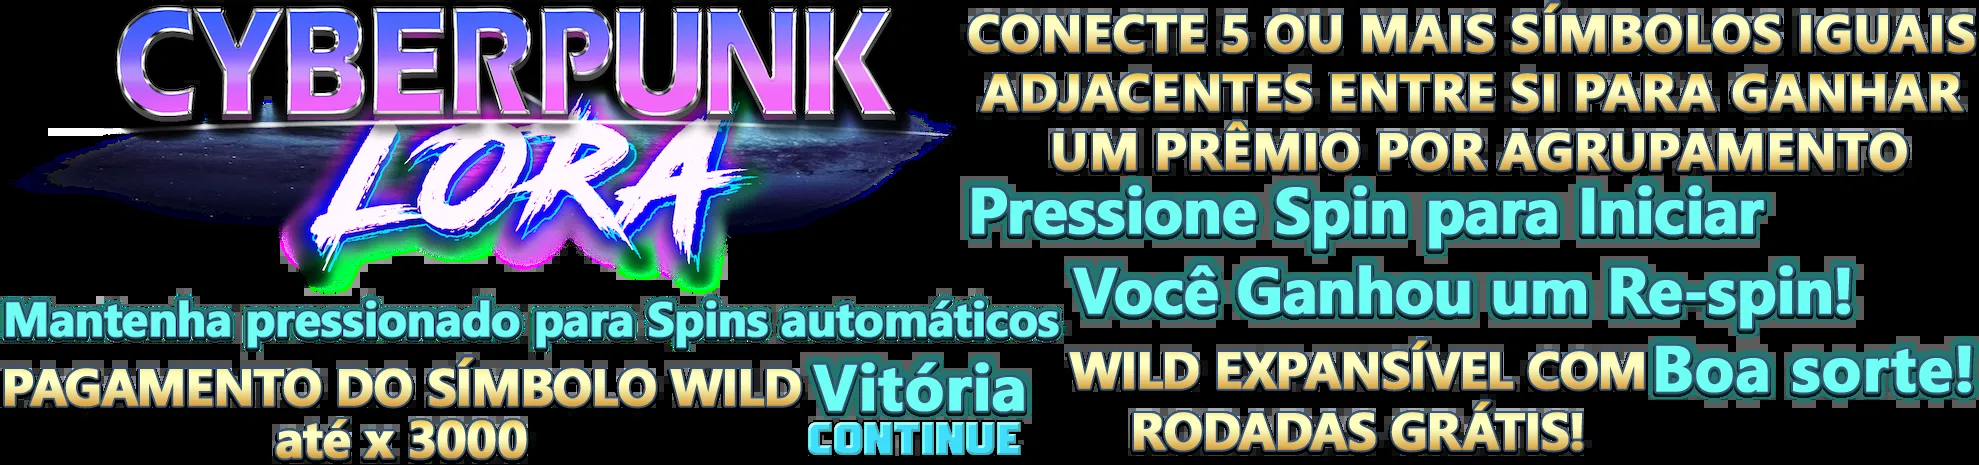 CYBERPUNK
LORA
CONECTE 5 OU MAIS SÍMBOLOS IGUAIS
ADJACENTES ENTRE SI PARA GANHAR
UM PRÊMIO POR AGRUPAMENTO
Pressione Spin para Iniciar
Você Ganhou um Re-spin!
Mantenha pressionado para Spins automáticos
PAGAMENTO DO SÍMBOLO WILD
até x 3000
Vitória
CONTINUE
WILD EXPANSÍVEL COM
RODADAS GRÁTIS!
Boa sorte!